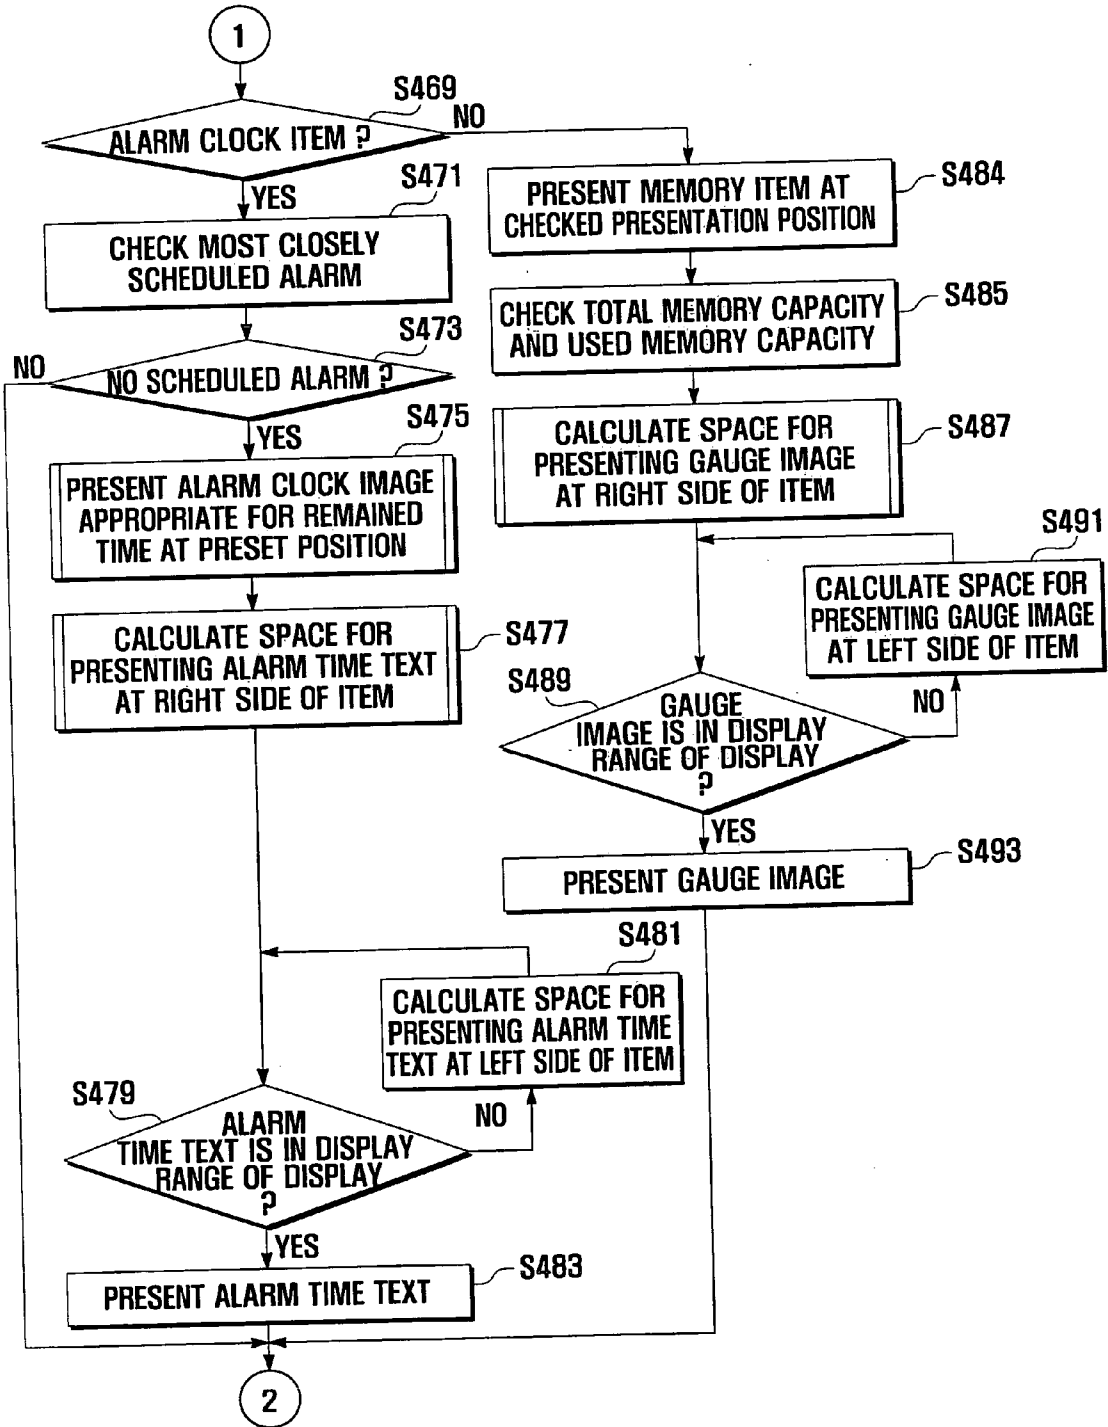 1
S469
ALARM CLOCK ITEM ?
NO
YES
S471
CHECK MOST CLOSELY
SCHEDULED ALARM
S473
NO
NO SCHEDULED ALARM ?
YES
S475
PRESENT ALARM CLOCK IMAGE
APPROPRIATE FOR REMAINED
TIME AT PRESET POSITION
CALCULATE SPACE FOR
PRESENTING ALARM TIME TEXT
AT RIGHT SIDE OF ITEM
S477
S481
CALCULATE SPACE FOR
PRESENTING ALARM TIME
TEXT AT LEFT SIDE OF ITEM
S479
ALARM
TIME TEXT IS IN DISPLAY
RANGE OF DISPLAY
?
NO
YES
PRESENT ALARM TIME TEXT
S483
PRESENT MEMORY ITEM AT
CHECKED PRESENTATION POSITION
S484
CHECK TOTAL MEMORY CAPACITY
AND USED MEMORY CAPACITY
S485
CALCULATE SPACE FOR
PRESENTING GAUGE IMAGE
AT RIGHT SIDE OF ITEM
S487
S491
CALCULATE SPACE FOR
PRESENTING GAUGE IMAGE
AT LEFT SIDE OF ITEM
S489
GAUGE
IMAGE IS IN DISPLAY
RANGE OF DISPLAY
?
NO
YES
PRESENT GAUGE IMAGE
S493
2